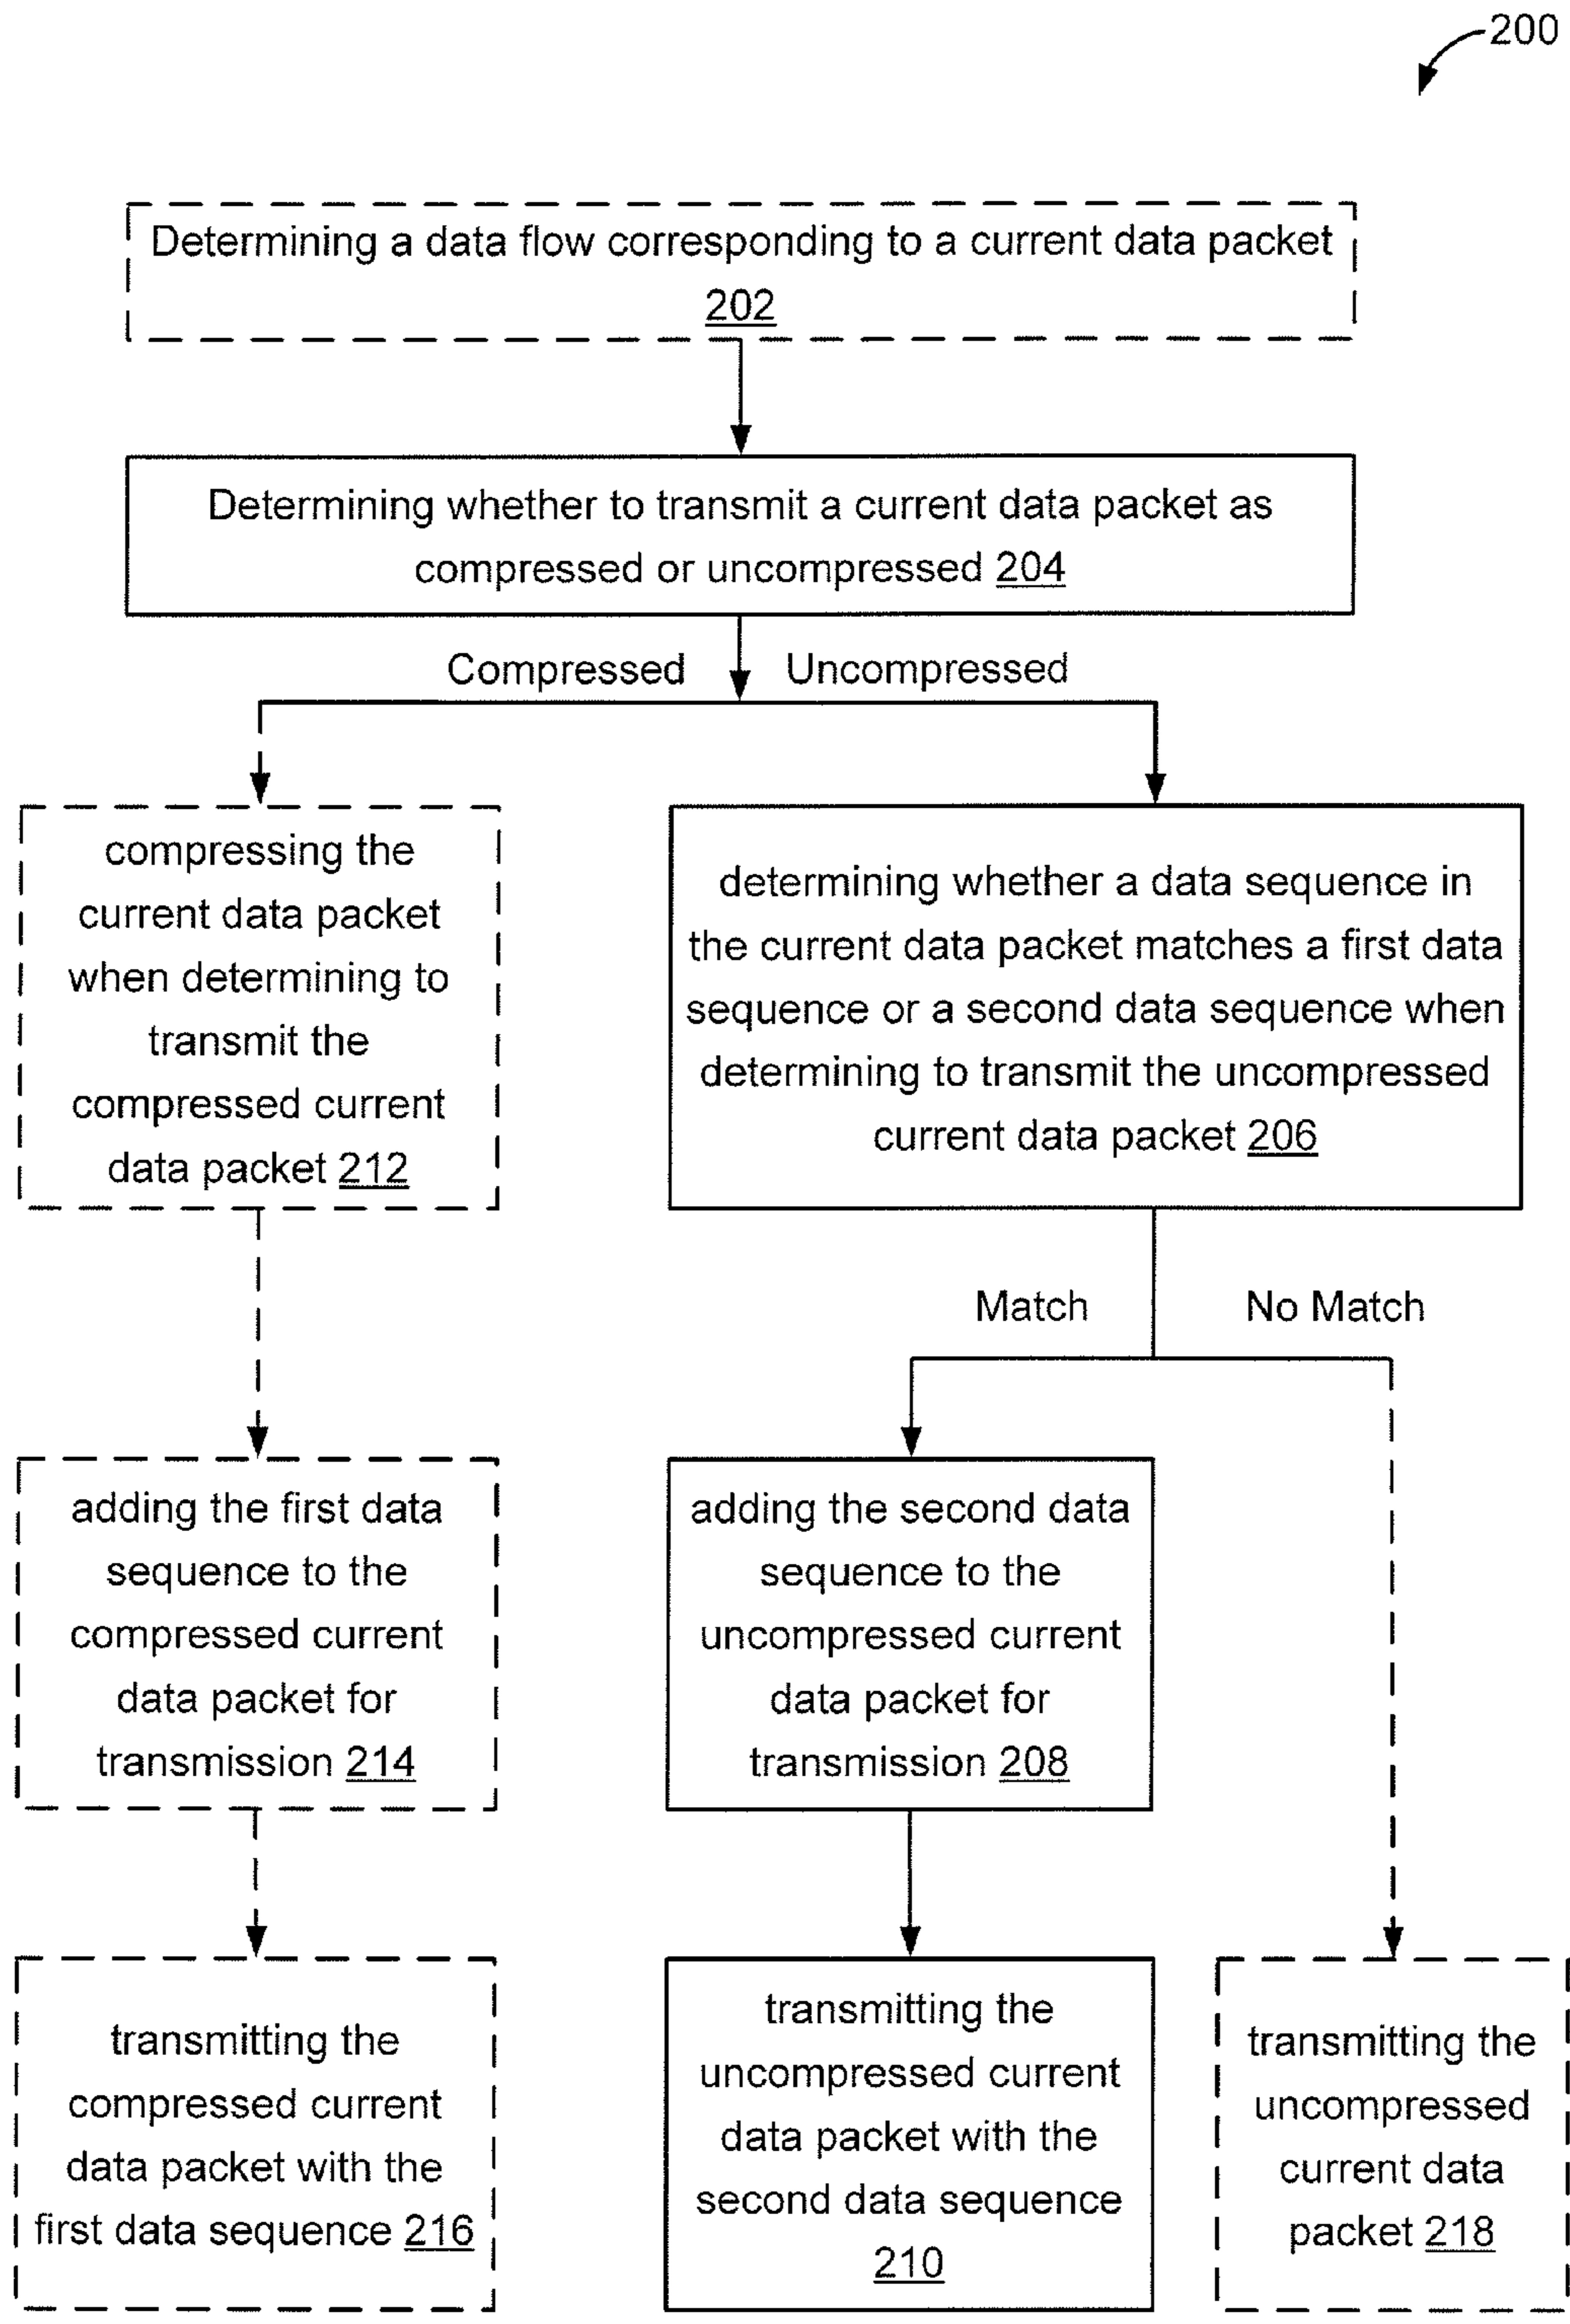 200
Determining a data flow corresponding to a current data packet
202
Determining whether to transmit a current data packet as
compressed or uncompressed 204
Compressed
Uncompressed
compressing the
current data packet
when determining to
transmit the
compressed current
data packet 212
determining whether a data sequence in
the current data packet matches a first data
sequence or a second data sequence when
determining to transmit the uncompressed
current data packet 206
Match
No Match
adding the first data
sequence to the
compressed current
data packet for
transmission 214
adding the second data
sequence to the
uncompressed current
data packet for
transmission 208
transmitting the
compressed current
data packet with the
first data sequence 216
transmitting the
uncompressed current
data packet with the
second data sequence
210
transmitting the
uncompressed
current data
packet 218